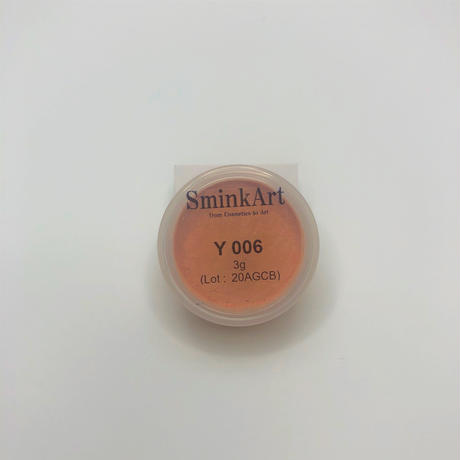 SminkArt
from Cosmetics to Art
Y 006
3g
(Lot : 20AGCB)